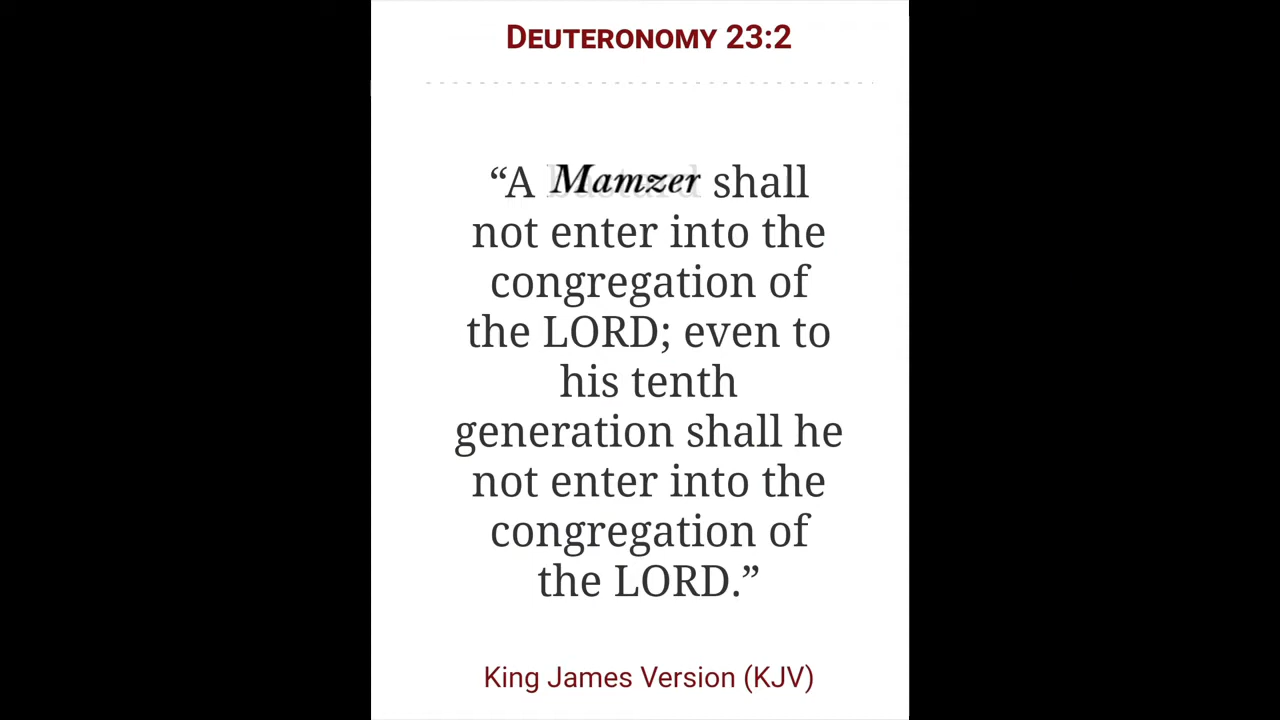 DEUTERONOMY 23:2
“A Mamzer shall
not enter into the
congregation of
the LORD; even to
his tenth
generation shall he
not enter into the
congregation of
the LORD.”
King James Version (KJV)